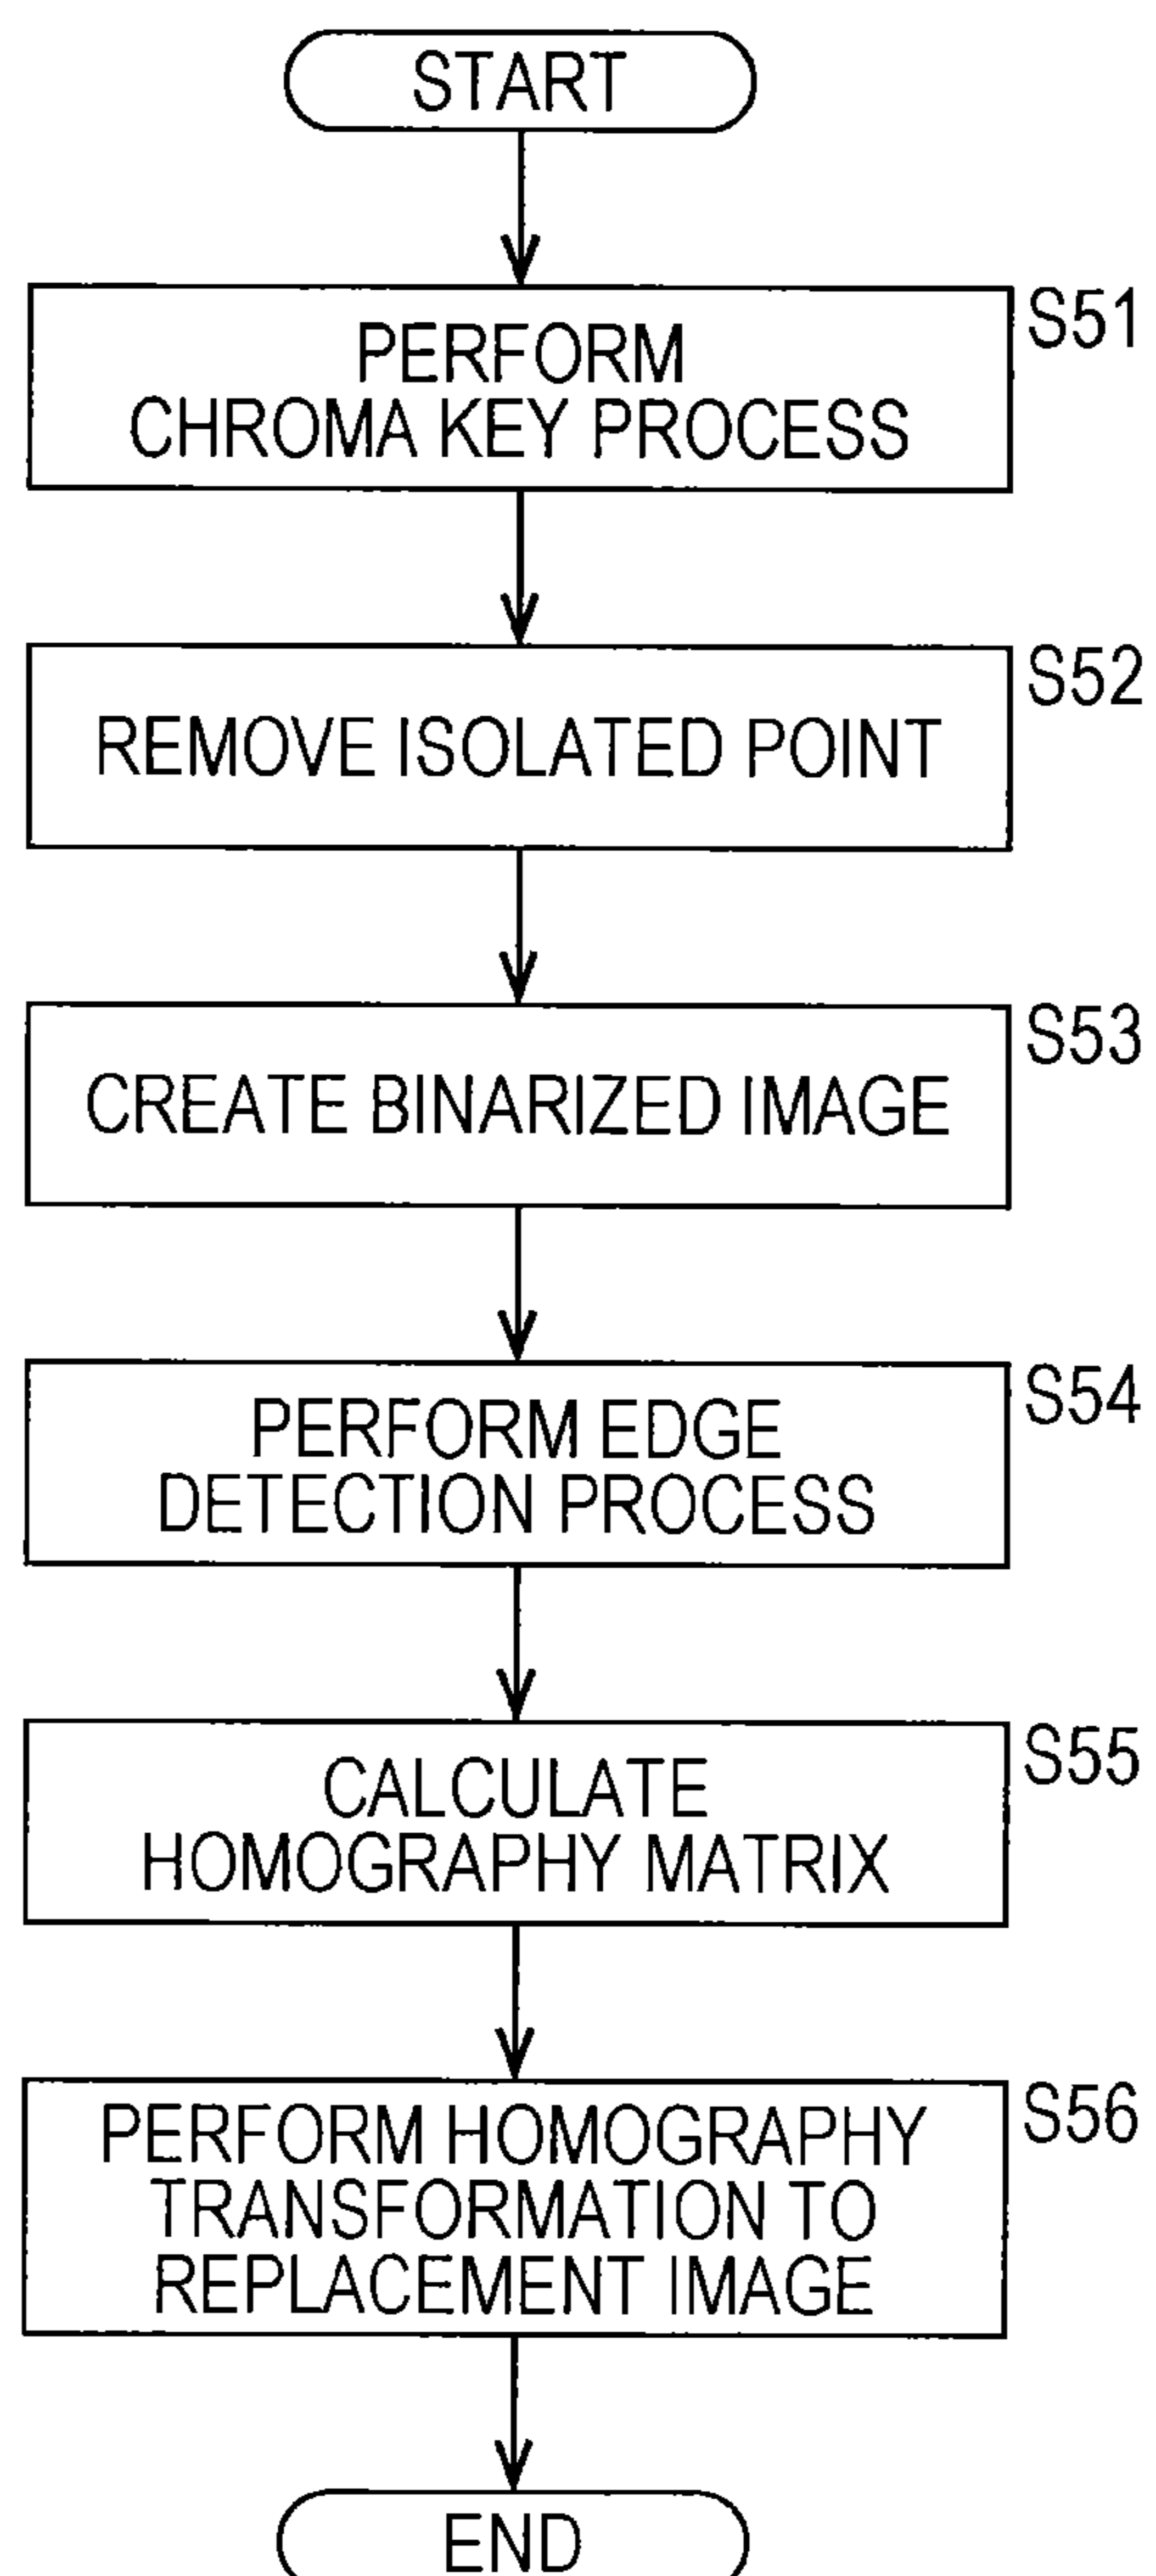 START
S51
PERFORM
CHROMA KEY PROCESS
S52
REMOVE ISOLATED POINT
S53
CREATE BINARIZED IMAGE
S54
PERFORM EDGE
DETECTION PROCESS
S55
CALCULATE
HOMOGRAPHY MATRIX
S56
PERFORM HOMOGRAPHY
TRANSFORMATION TO
REPLACEMENT IMAGE
END